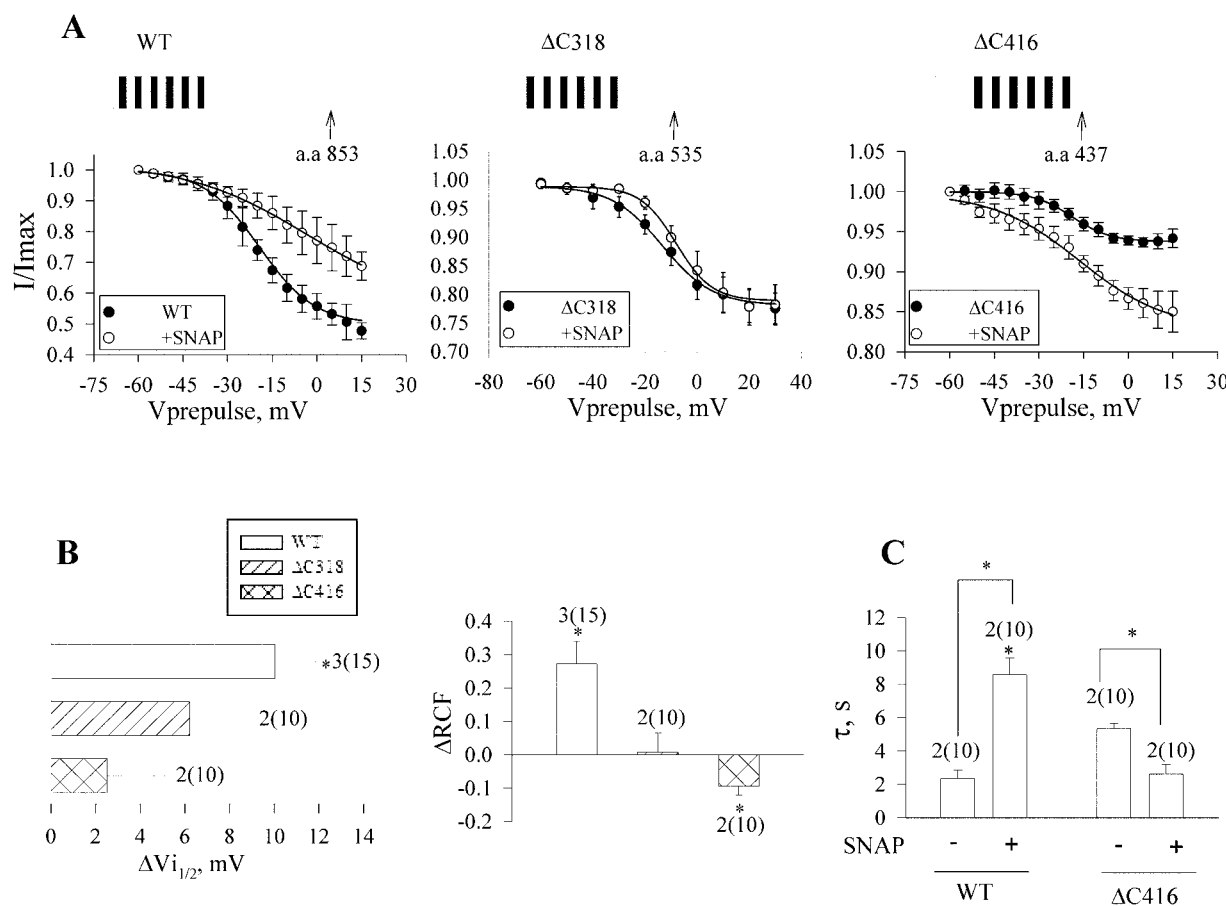 A
WT
ΔC318
ΔC416
a.a 853
a.a 535
a.a 437
I/Imax
1.0
0.9
0.8
0.7
0.6
0.5
0.4
WT
+SNAP
-75 -60 -45 -30 -15 0 15 30
Vprepulse, mV
1.05
1.00
0.95
0.90
0.85
0.80
0.75
0.70
ΔC318
+SNAP
-80 -60 -40 -20 0 20 40
Vprepulse, mV
1.05
1.00
0.95
0.90
0.85
0.80
ΔC416
+SNAP
-75 -60 -45 -30 -15 0 15 30
Vprepulse, mV
B
WT
ΔC318
ΔC416
*3(15)
2(10)
2(10)
0 2 4 6 8 10 12 14
ΔVi1/2, mV
ΔRCF
0.4
0.3
0.2
0.1
0.0
-0.1
-0.2
3(15)
*
2(10)
*
2(10)
C
τ, s
12
10
8
6
4
2
0
*
2(10)
2(10)
*
*
2(10)
2(10)
SNAP - + - +
WT
ΔC416